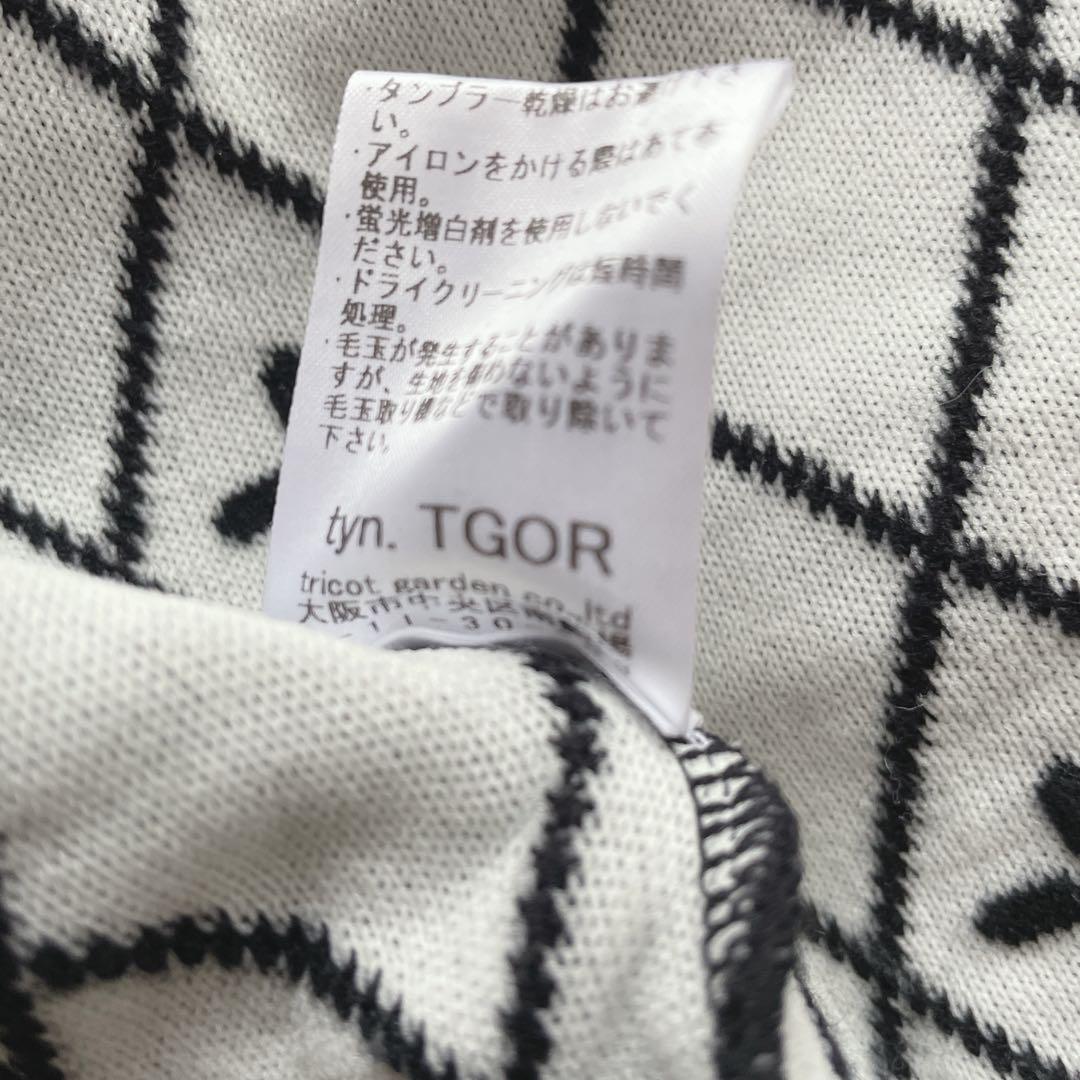 ・タンブラー乾燥はお避け下さ
い。
・アイロンをかける際はあて布
使用。
・蛍光増白剤を使用しないでく
ださい。
・ドライクリーニングは短時間
処理。
・毛玉が発生することがありま
すが、生地を傷めないように
毛玉取り機などで取り除いて
下さい。
tyn. TGOR
tricot garden co.,ltd
大阪市中央区南
11-30